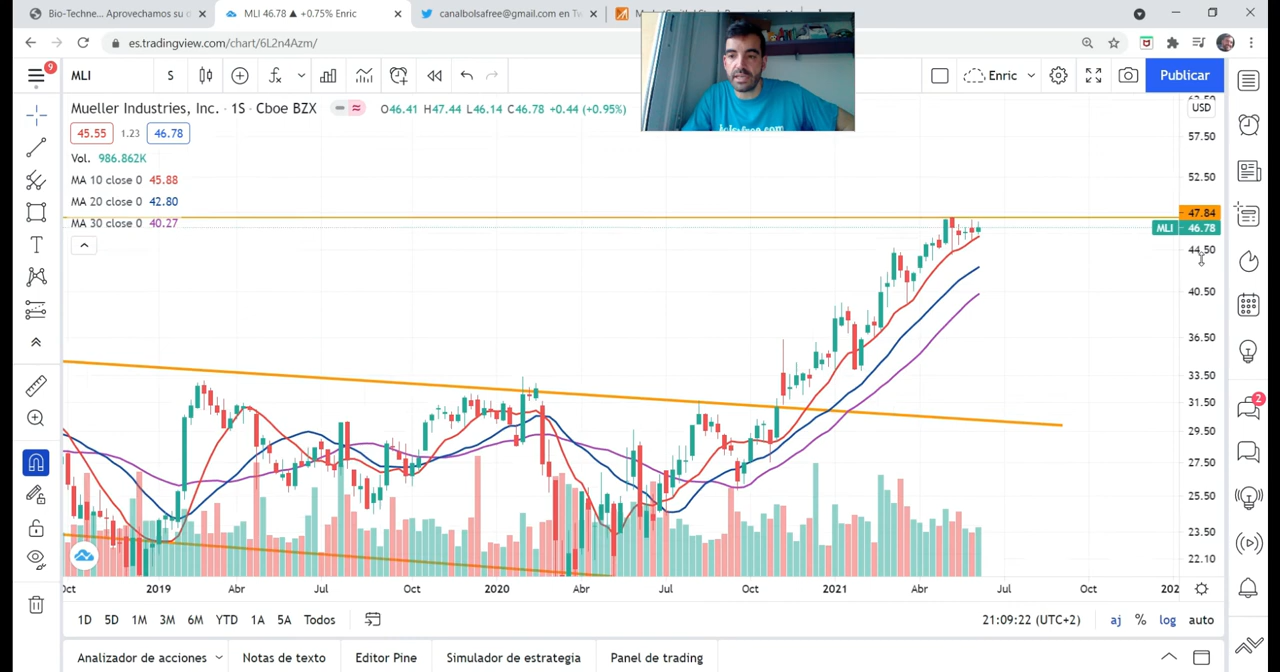 Bio-Techne... Aprovechamos su c
MLI 46.78 ▲ +0.75% Enric
canalbolsafree@gmail.com en Tw
es.tradingview.com/chart/6L2n4Azm/
9
MLI
S
Enric
Publicar
Mueller Industries, Inc. · 1S · Cboe BZX
O46.41 H47.44 L46.14 C46.78 +0.44 (+0.95%)
bolsafree.com
USD
45.55
1.23
46.78
Vol. 986.862K
MA 10 close 0 45.88
MA 20 close 0 42.80
MA 30 close 0 40.27
57.50
52.50
47.84
MLI 46.78
44.50
40.50
36.50
33.50
31.50
29.50
27.50
25.50
23.50
22.10
2
Oct
2019
Abr
Jul
Oct
2020
Abr
Jul
Oct
2021
Abr
Jul
Oct
202
1D 5D 1M 3M 6M YTD 1A 5A Todos
21:09:22 (UTC+2)
aj % log auto
Analizador de acciones
Notas de texto
Editor Pine
Simulador de estrategia
Panel de trading